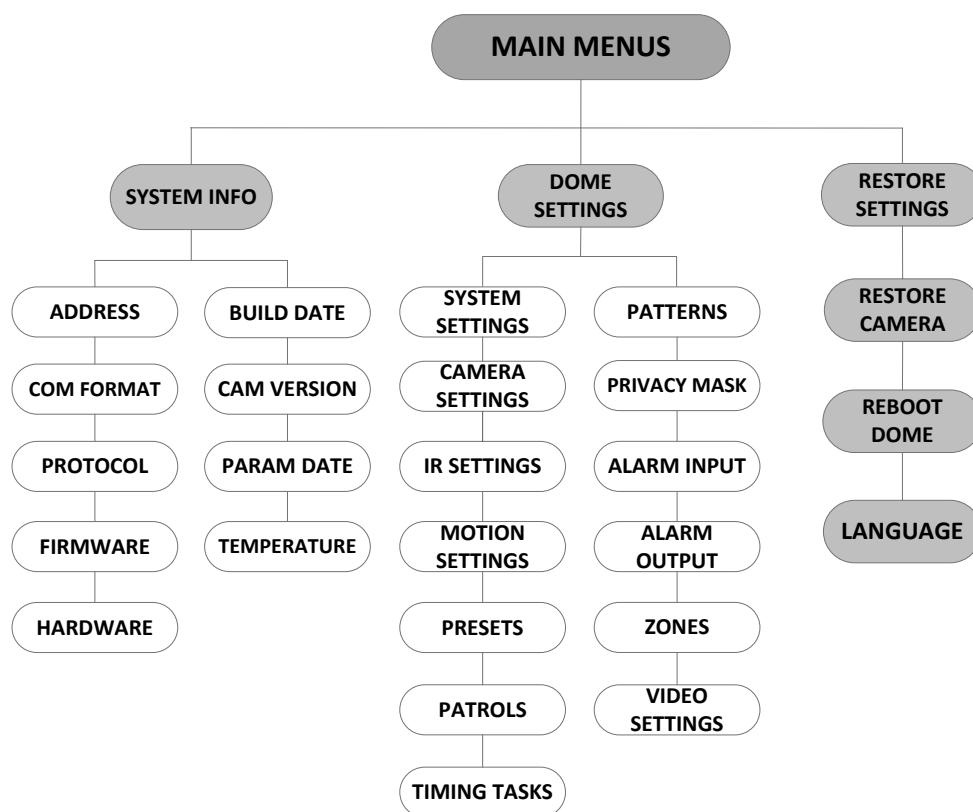 MAIN MENUS
SYSTEM INFO
DOME
SETTINGS
RESTORE
SETTINGS
ADDRESS
COM FORMAT
PROTOCOL
FIRMWARE
HARDWARE
BUILD DATE
CAM VERSION
PARAM DATE
TEMPERATURE
SYSTEM
SETTINGS
CAMERA
SETTINGS
IR SETTINGS
MOTION
SETTINGS
PRESETS
PATROLS
TIMING TASKS
PATTERNS
PRIVACY MASK
ALARM INPUT
ALARM
OUTPUT
ZONES
VIDEO
SETTINGS
RESTORE
CAMERA
REBOOT
DOME
LANGUAGE